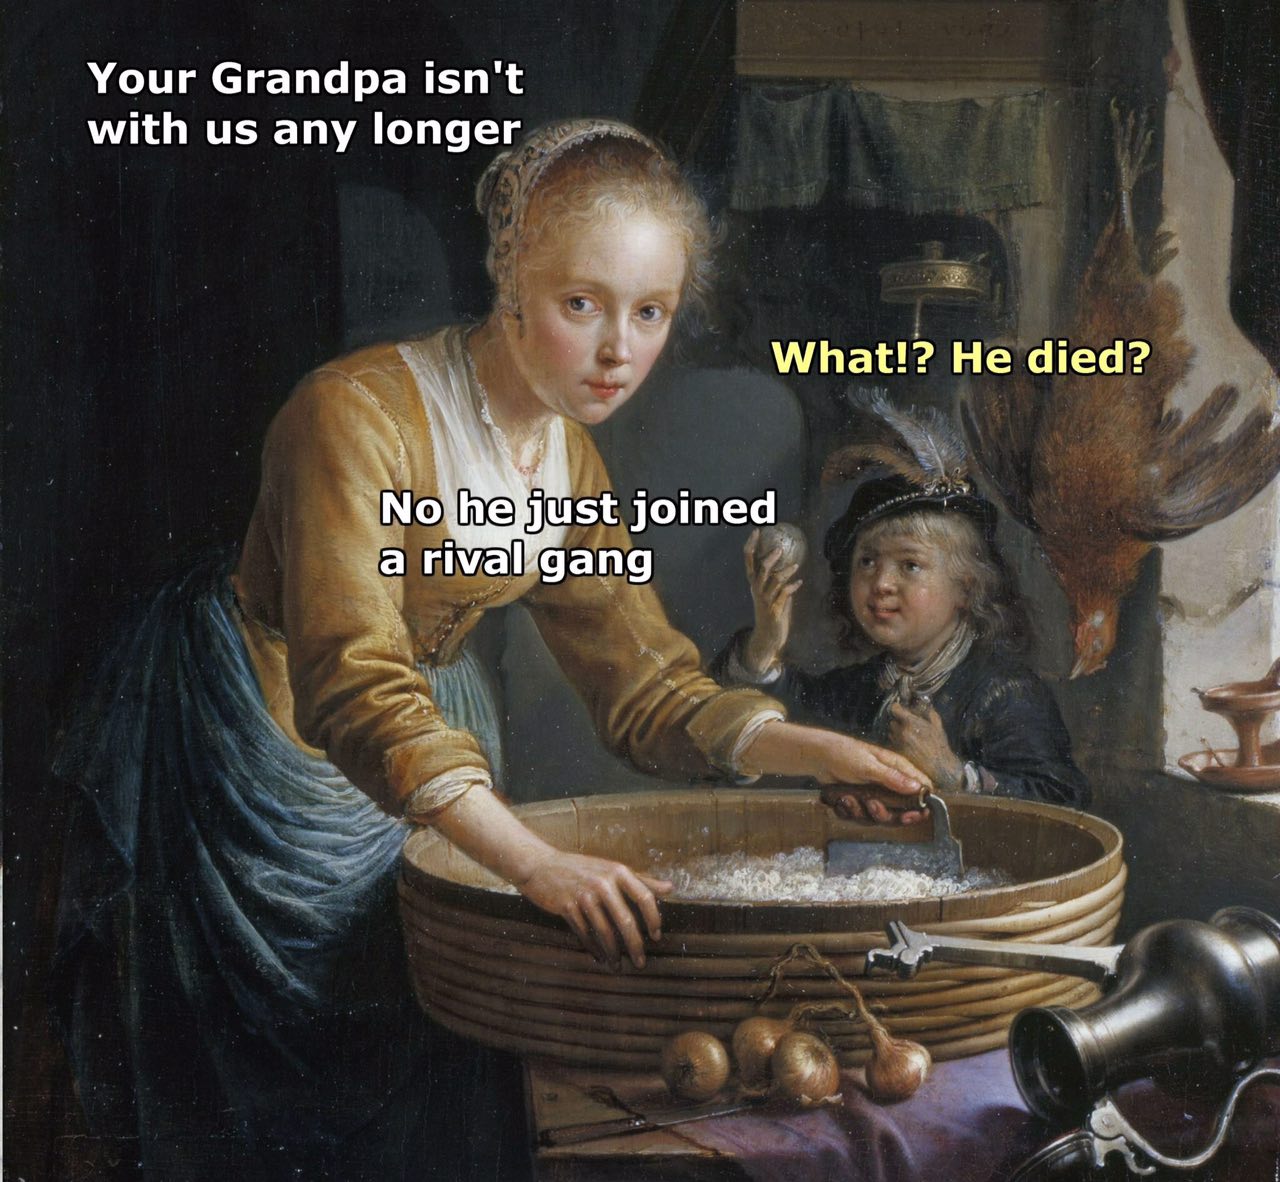 Your Grandpa isn't
with us any longer
What!? He died?
No he just joined
a rival gang